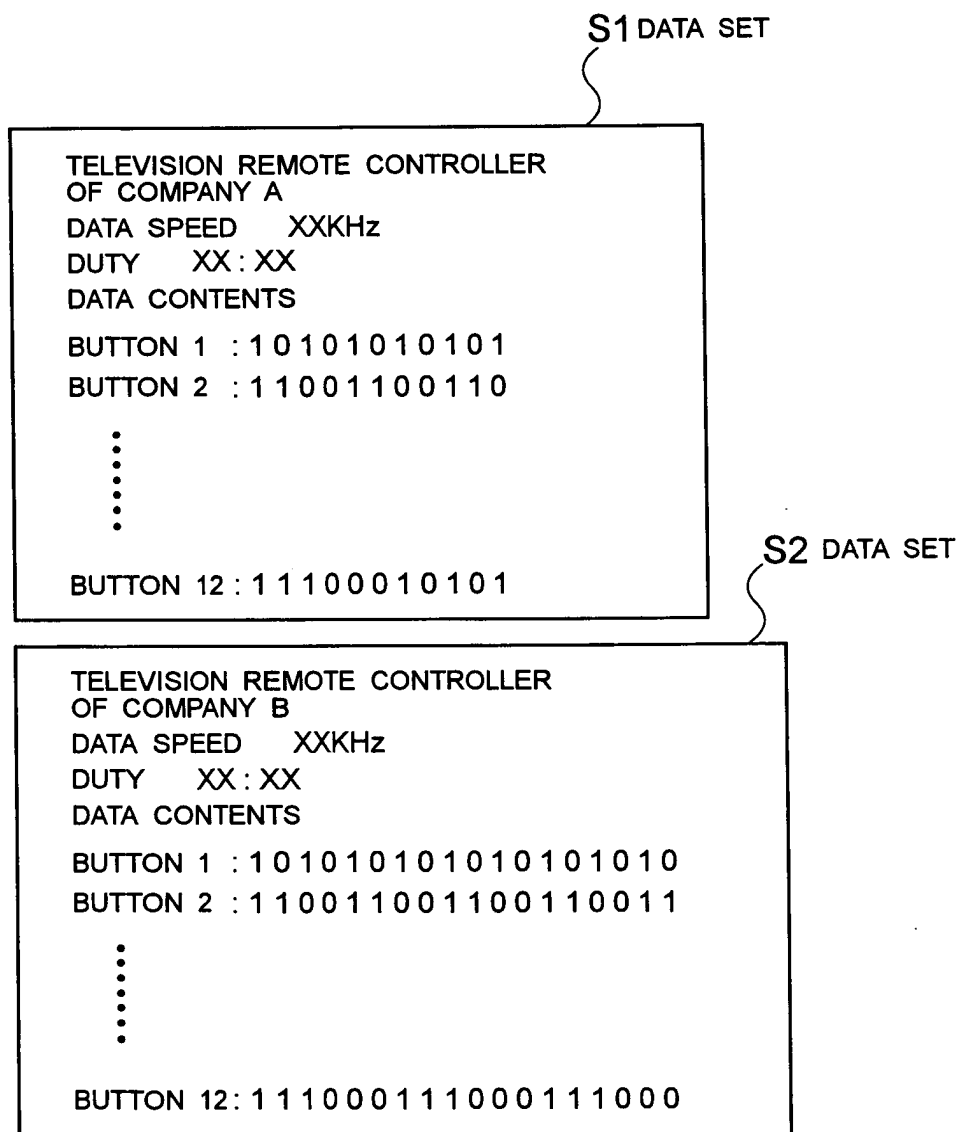 S1 DATA SET
TELEVISION REMOTE CONTROLLER
OF COMPANY A
DATA SPEED XXKHz
DUTY XX : XX
DATA CONTENTS
BUTTON 1 : 1 0 1 0 1 0 1 0 1 0 1
BUTTON 2 : 1 1 0 0 1 1 0 0 1 1 0
BUTTON 12 : 1 1 1 0 0 0 1 0 1 0 1
S2 DATA SET
TELEVISION REMOTE CONTROLLER
OF COMPANY B
DATA SPEED XXKHz
DUTY XX : XX
DATA CONTENTS
BUTTON 1 : 1 0 1 0 1 0 1 0 1 0 1 0 1 0 1 0 1 0
BUTTON 2 : 1 1 0 0 1 1 0 0 1 1 0 0 1 1 0 0 1 1
BUTTON 12: 1 1 1 0 0 0 1 1 1 0 0 0 1 1 1 0 0 0